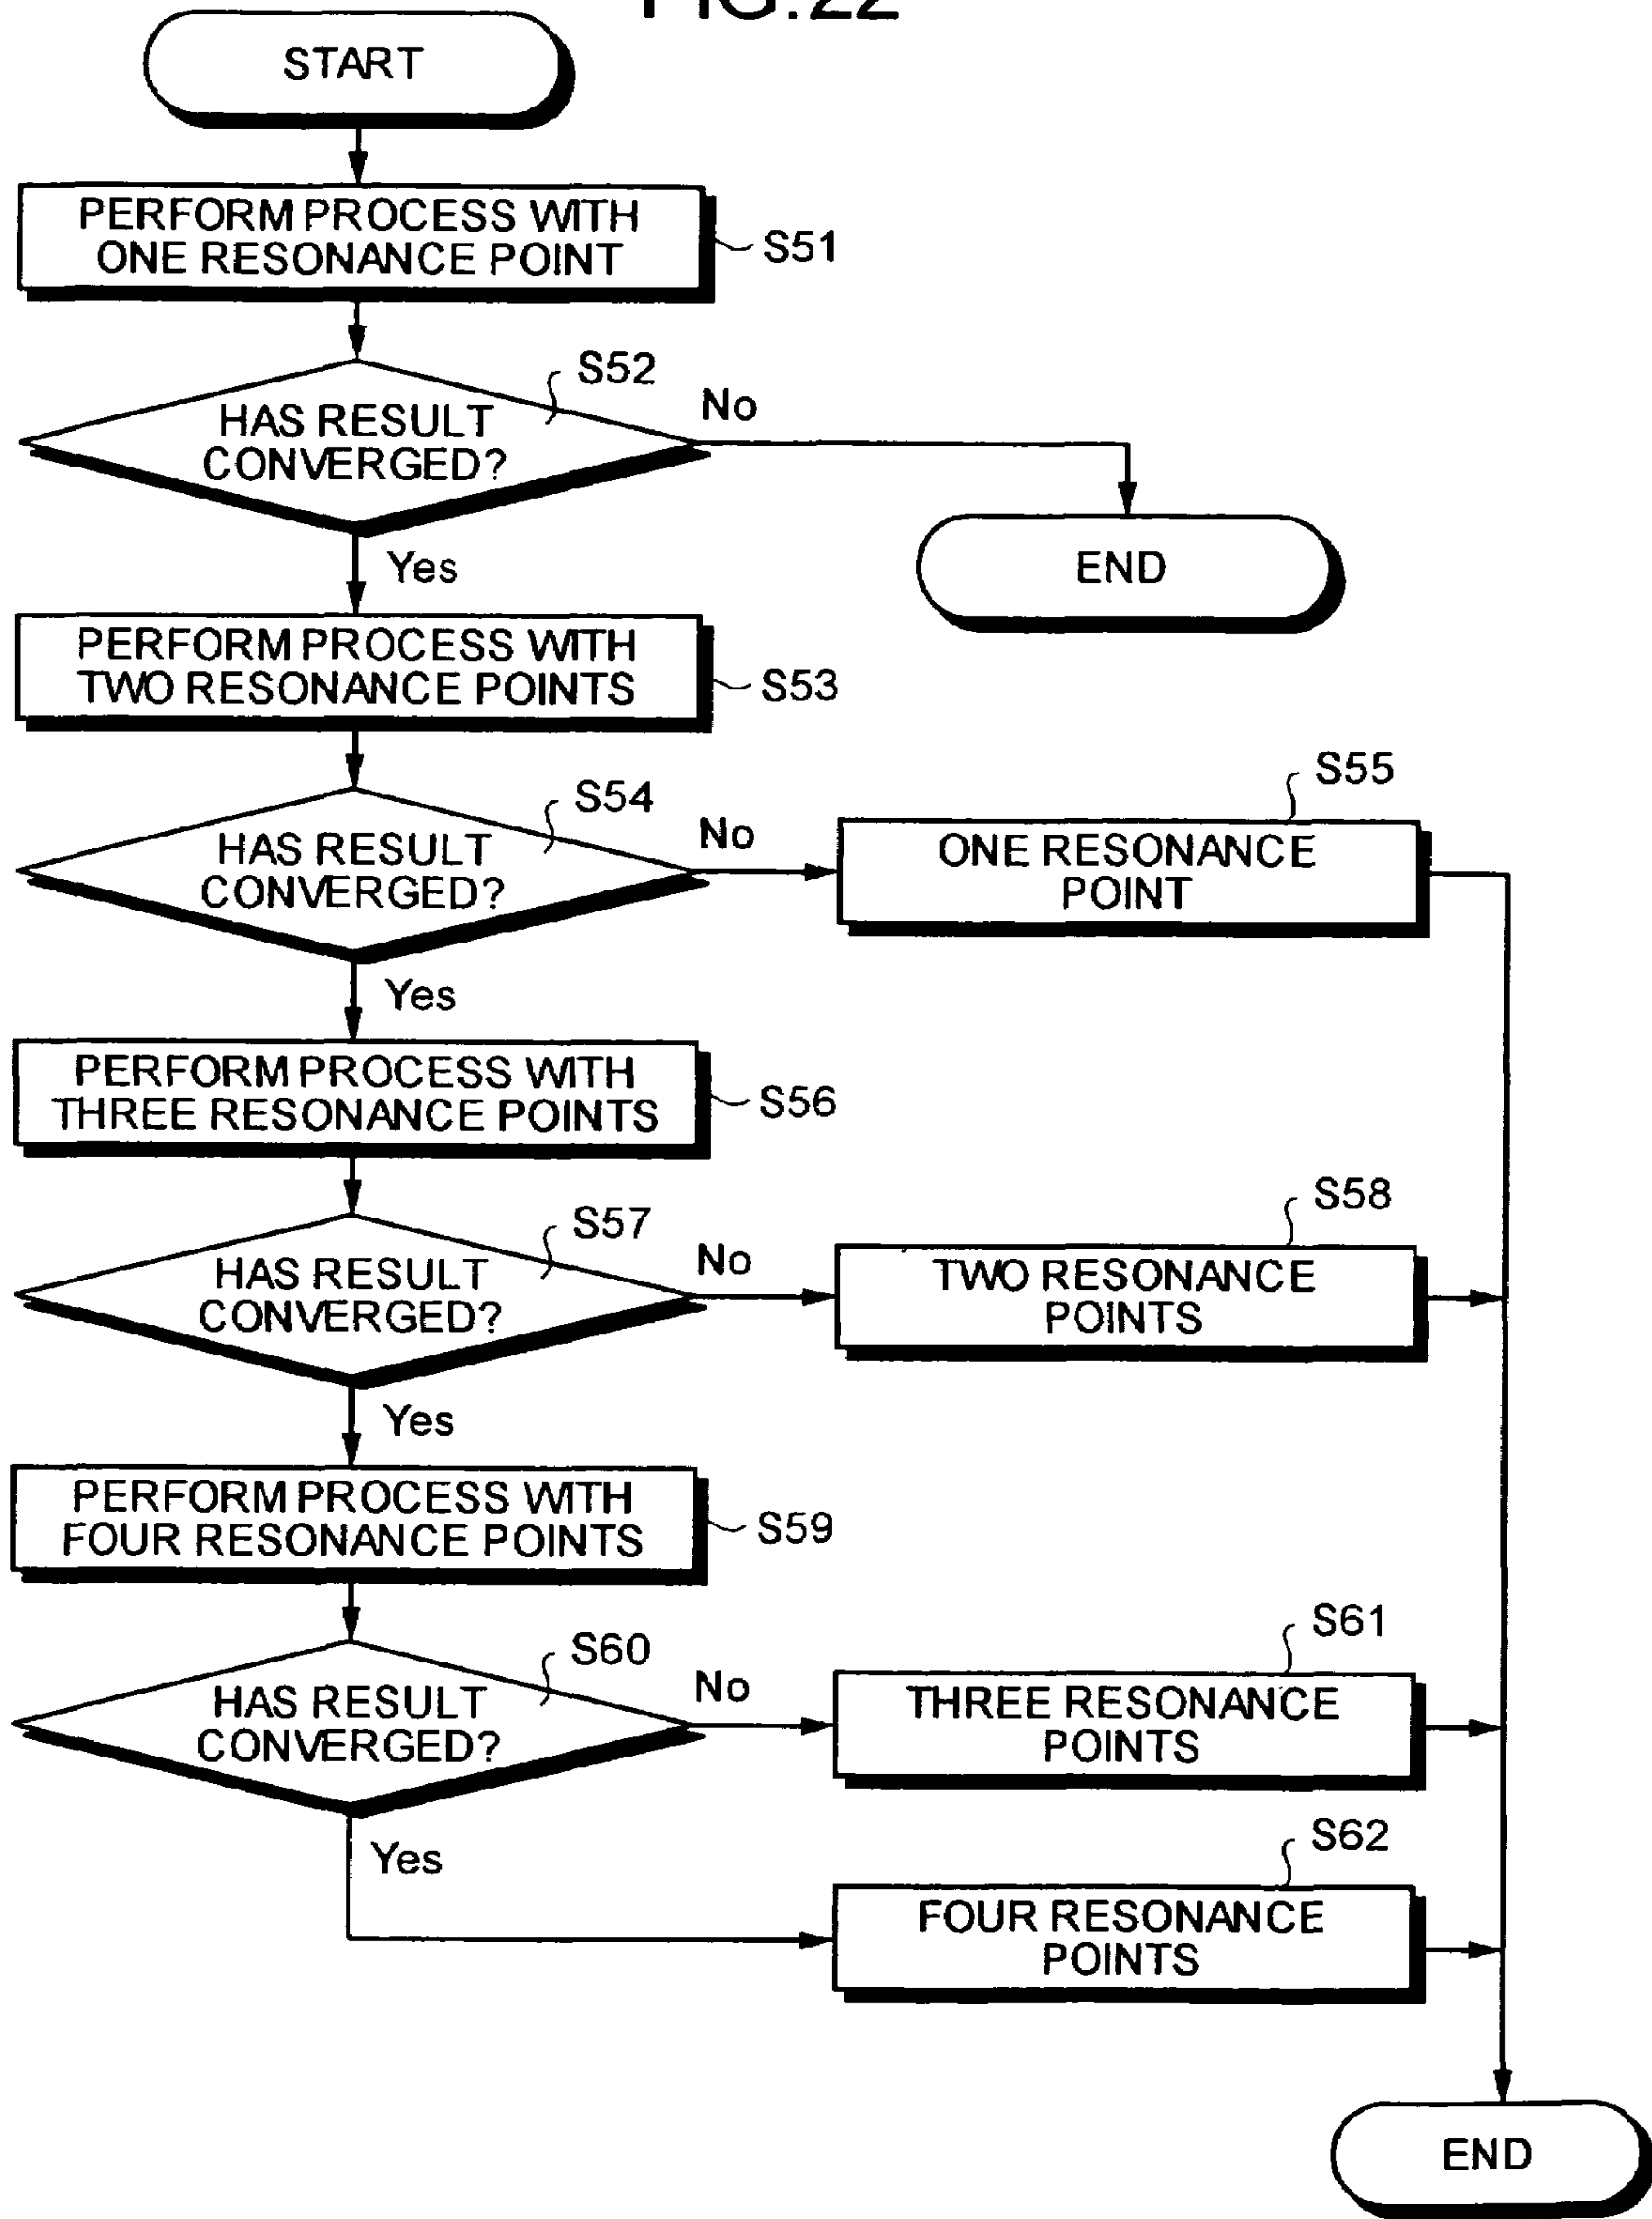 FIG.22
START
PERFORM PROCESS WITH
ONE RESONANCE POINT
S51
S52
HAS RESULT
CONVERGED?
No
END
Yes
PERFORM PROCESS WITH
TWO RESONANCE POINTS
S53
S54
HAS RESULT
CONVERGED?
No
S55
ONE RESONANCE
POINT
Yes
PERFORM PROCESS WITH
THREE RESONANCE POINTS
S56
S57
HAS RESULT
CONVERGED?
No
S58
TWO RESONANCE
POINTS
Yes
PERFORM PROCESS WITH
FOUR RESONANCE POINTS
S59
S60
HAS RESULT
CONVERGED?
No
S61
THREE RESONANCE
POINTS
Yes
S62
FOUR RESONANCE
POINTS
END